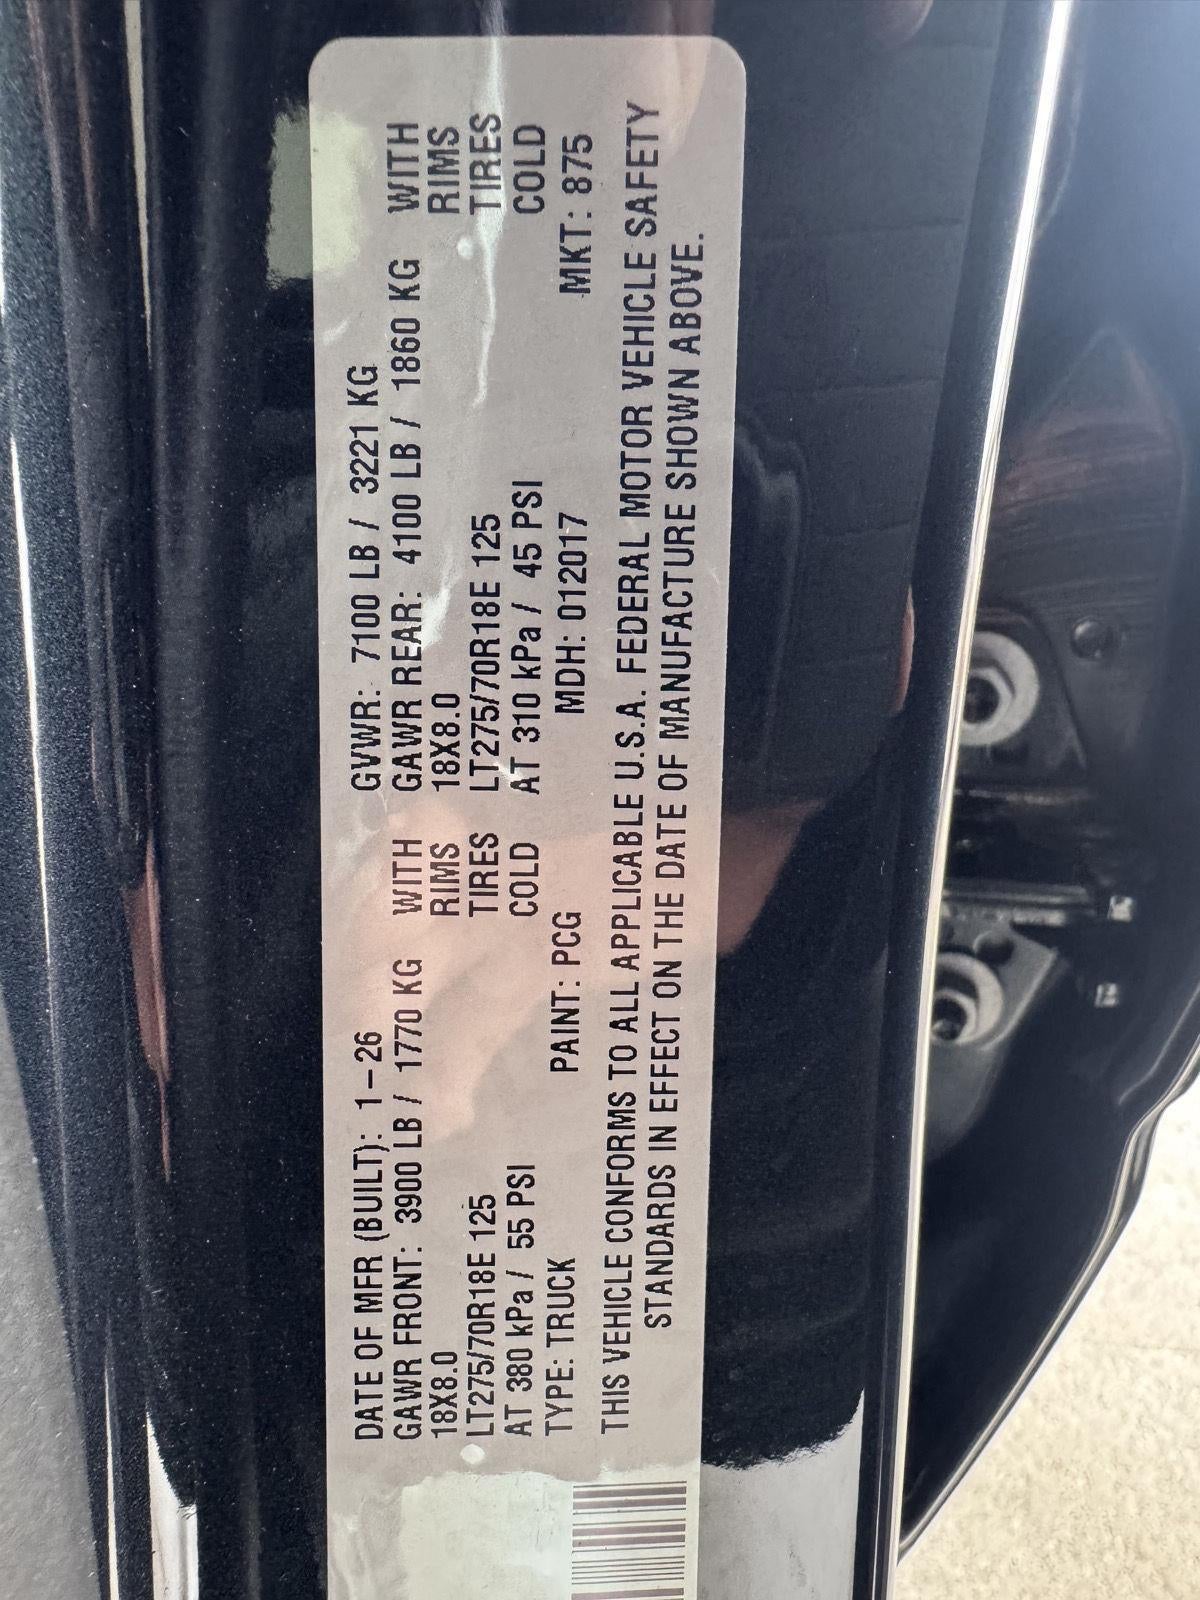 DATE OF MFR (BUILT): 1-26 GVWR: 7100 LB / 3221 KG
GAWR FRONT: 3900 LB / 1770 KG WITH GAWR REAR: 4100 LB / 1860 KG WITH
18X8.0 RIMS 18X8.0 RIMS
LT275/70R18E 125 TIRES LT275/70R18E 125 TIRES
AT 380 kPa / 55 PSI COLD AT 310 kPa / 45 PSI COLD
TYPE: TRUCK PAINT: PCG MDH: 012017 MKT: 875
THIS VEHICLE CONFORMS TO ALL APPLICABLE U.S.A. FEDERAL MOTOR VEHICLE SAFETY
STANDARDS IN EFFECT ON THE DATE OF MANUFACTURE SHOWN ABOVE.